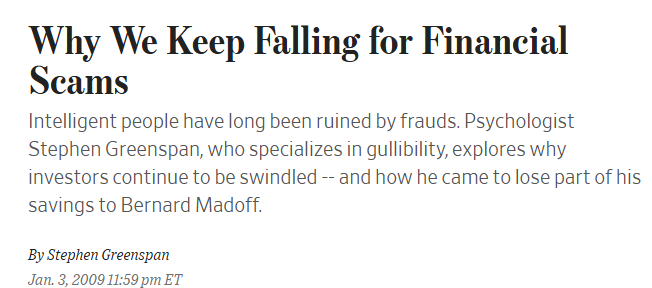 Why We Keep Falling for Financial
Scams
Intelligent people have long been ruined by frauds. Psychologist
Stephen Greenspan, who specializes in gullibility, explores why
investors continue to be swindled -- and how he came to lose part of his
savings to Bernard Madoff.
By Stephen Greenspan
Jan. 3, 2009 11:59 pm ET